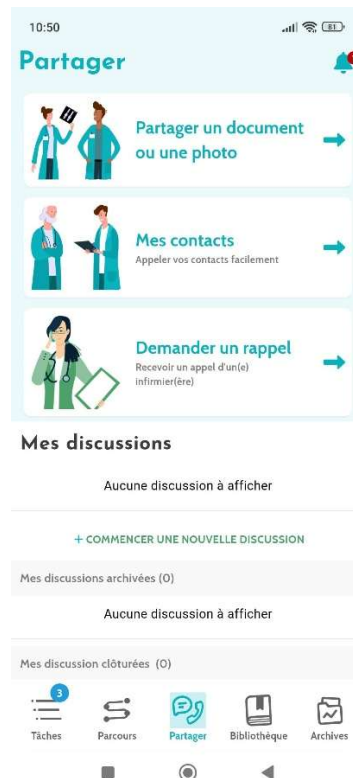 10:50
81
Partager
Partager un document
ou une photo
Mes contacts
Appeler vos contacts facilement
Demander un rappel
Recevoir un appel d'un(e)
infirmier(ère)
Mes discussions
Aucune discussion à afficher
+ COMMENCER UNE NOUVELLE DISCUSSION
Mes discussions archivées (0)
Aucune discussion à afficher
Mes discussion clôturées (0)
3
Tâches Parcours Partager Bibliothèque Archives